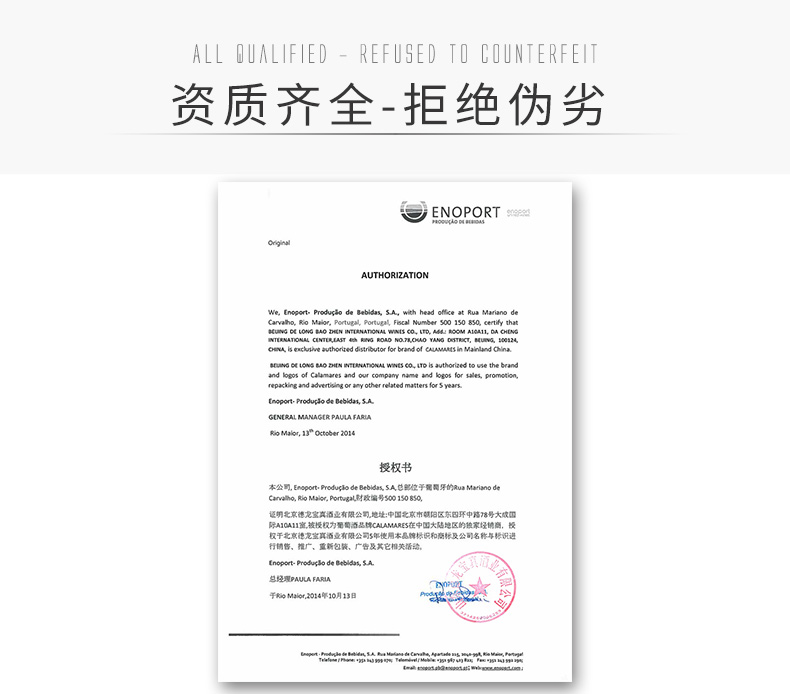 ALL QUALIFIED – REFUSED TO COUNTERFEIT
资质齐全-拒绝伪劣
ENOPORT
PRODUÇÃO DE BEBIDAS
enoport
Original
AUTHORIZATION
We, Enoport- Produção de Bebidas, S.A., with head office at Rua Mariano de
Carvalho, Rio Maior, Portugal, Portugal, Fiscal Number 500 150 850, certify that
BEIJING DE LONG BAO ZHEN INTERNATIONAL WINES CO., LTD, Add.: ROOM A10A11, DA CHENG
INTERNATIONAL CENTER,EAST 4th RING ROAD NO.78,CHAO YANG DISTRICT, BEIJING, 100124,
CHINA, is exclusive authorized distributor for brand of CALAMARES in Mainland China.
BEIJING DE LONG BAO ZHEN INTERNATIONAL WINES CO., LTD is authorized to use the brand
and logos of Calamares and our company name and logos for sales, promotion,
repacking and advertising or any other related matters for 5 years.
Enoport- Produção de Bebidas, S.A.
GENERAL MANAGER PAULA FARIA
Rio Maior, 13th October 2014
授权书
本公司, Enoport- Produção de Bebidas, S.A,总部位于葡萄牙的Rua Mariano de
Carvalho, Rio Maior, Portugal,财政编号500 150 850,
证明北京德龙宝真酒业有限公司,地址:中国北京市朝阳区东四环中路78号大成国
际A10A11室,被授权为葡萄酒品牌CALAMARES在中国大陆地区的独家经销商. 授
权于北京德龙宝真酒业有限公司5年使用本品牌标识和商标及公司名称与标识进
行销售、推广、重新包装、广告及其它相关活动。
Enoport- Produção de Bebidas, S.A.
总经理PAULA FARIA
于Rio Maior,2014年10月13日
ENOPORT
龙宝真酒业有限公司
Enoport - Produção de Bebidas, S.A. Rua Mariano de Carvalho, Apartado 115, 2040-998, Rio Maior, Portugal
Telefone / Phone: +351 243 999 070; Telemóvel / Mobile: +351 967 403 821; Fax: +351 243 992 291;
Email: enoport.pb@enoport.pt; Web:www.enoport.com;